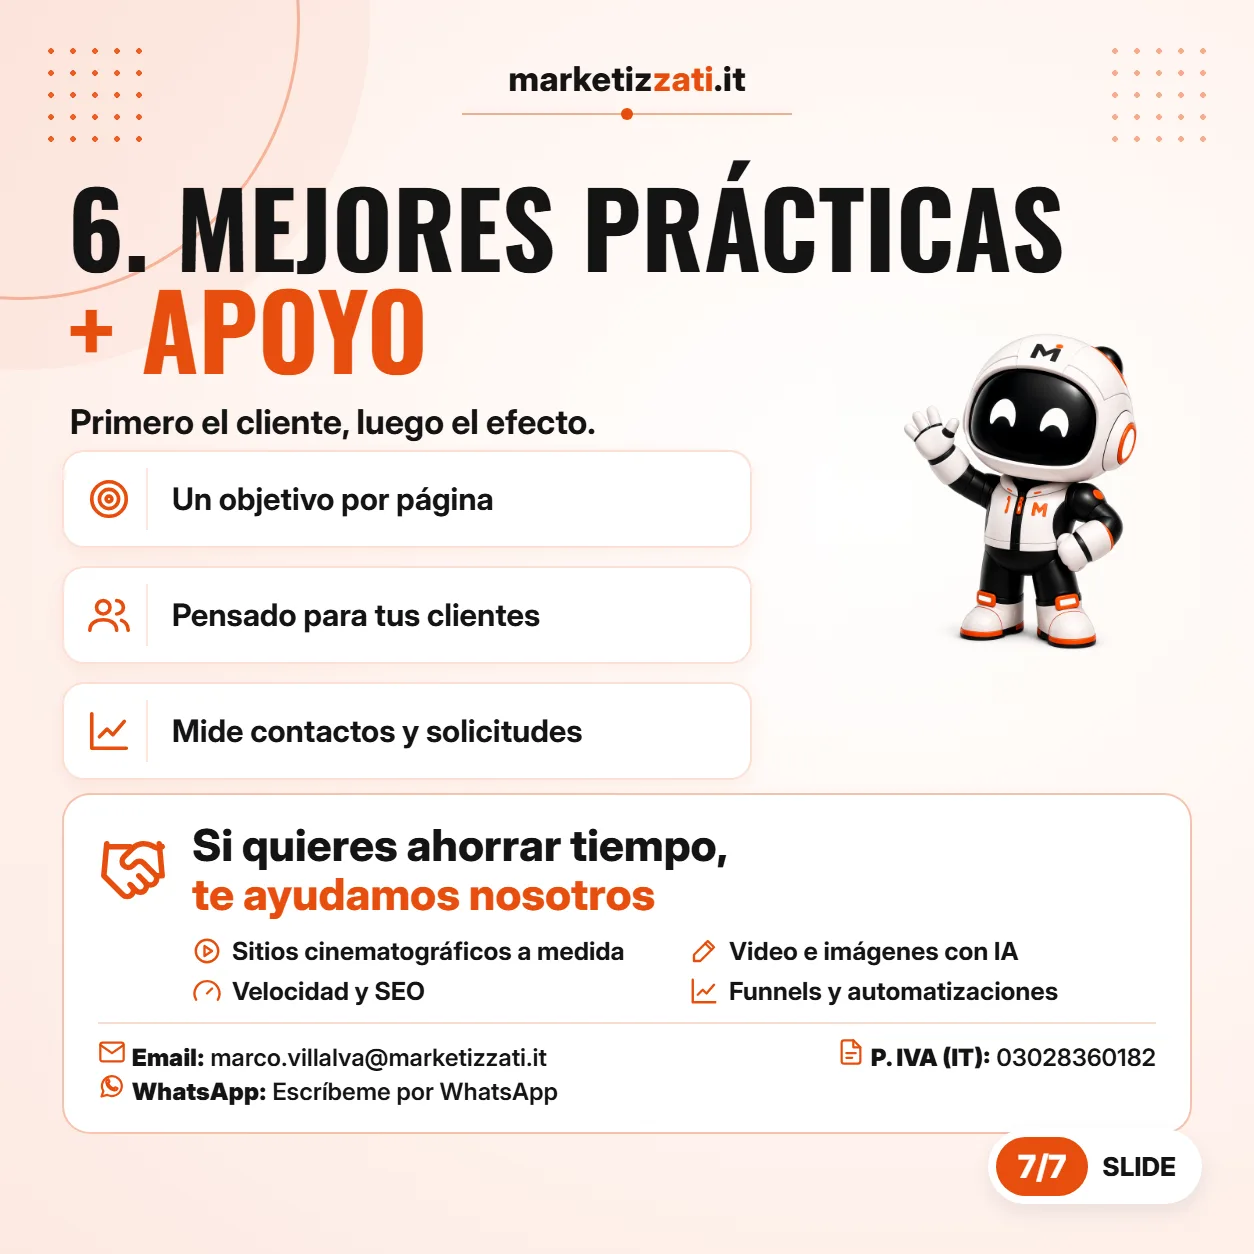 marketizzati.it
6. MEJORES PRÁCTICAS
+ APOYO
Primero el cliente, luego el efecto.
Un objetivo por página
Pensado para tus clientes
Mide contactos y solicitudes
Si quieres ahorrar tiempo,
te ayudamos nosotros
Sitios cinematográficos a medida
Video e imágenes con IA
Velocidad y SEO
Funnels y automatizaciones
Email: marco.villalva@marketizzati.it
P. IVA (IT): 03028360182
WhatsApp: Escríbeme por WhatsApp
7/7 SLIDE